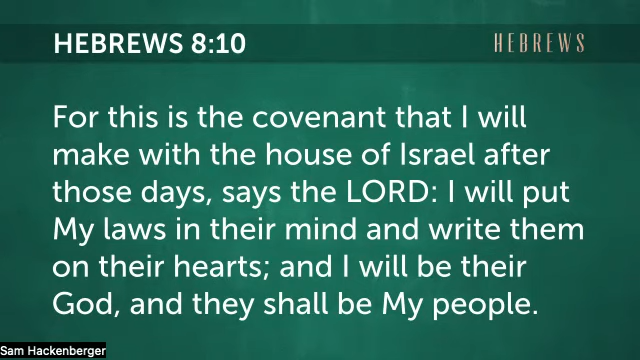 HEBREWS 8:10
HEBREWS
For this is the covenant that I will
make with the house of Israel after
those days, says the LORD: I will put
My laws in their mind and write them
on their hearts; and I will be their
God, and they shall be My people.
Sam Hackenberger